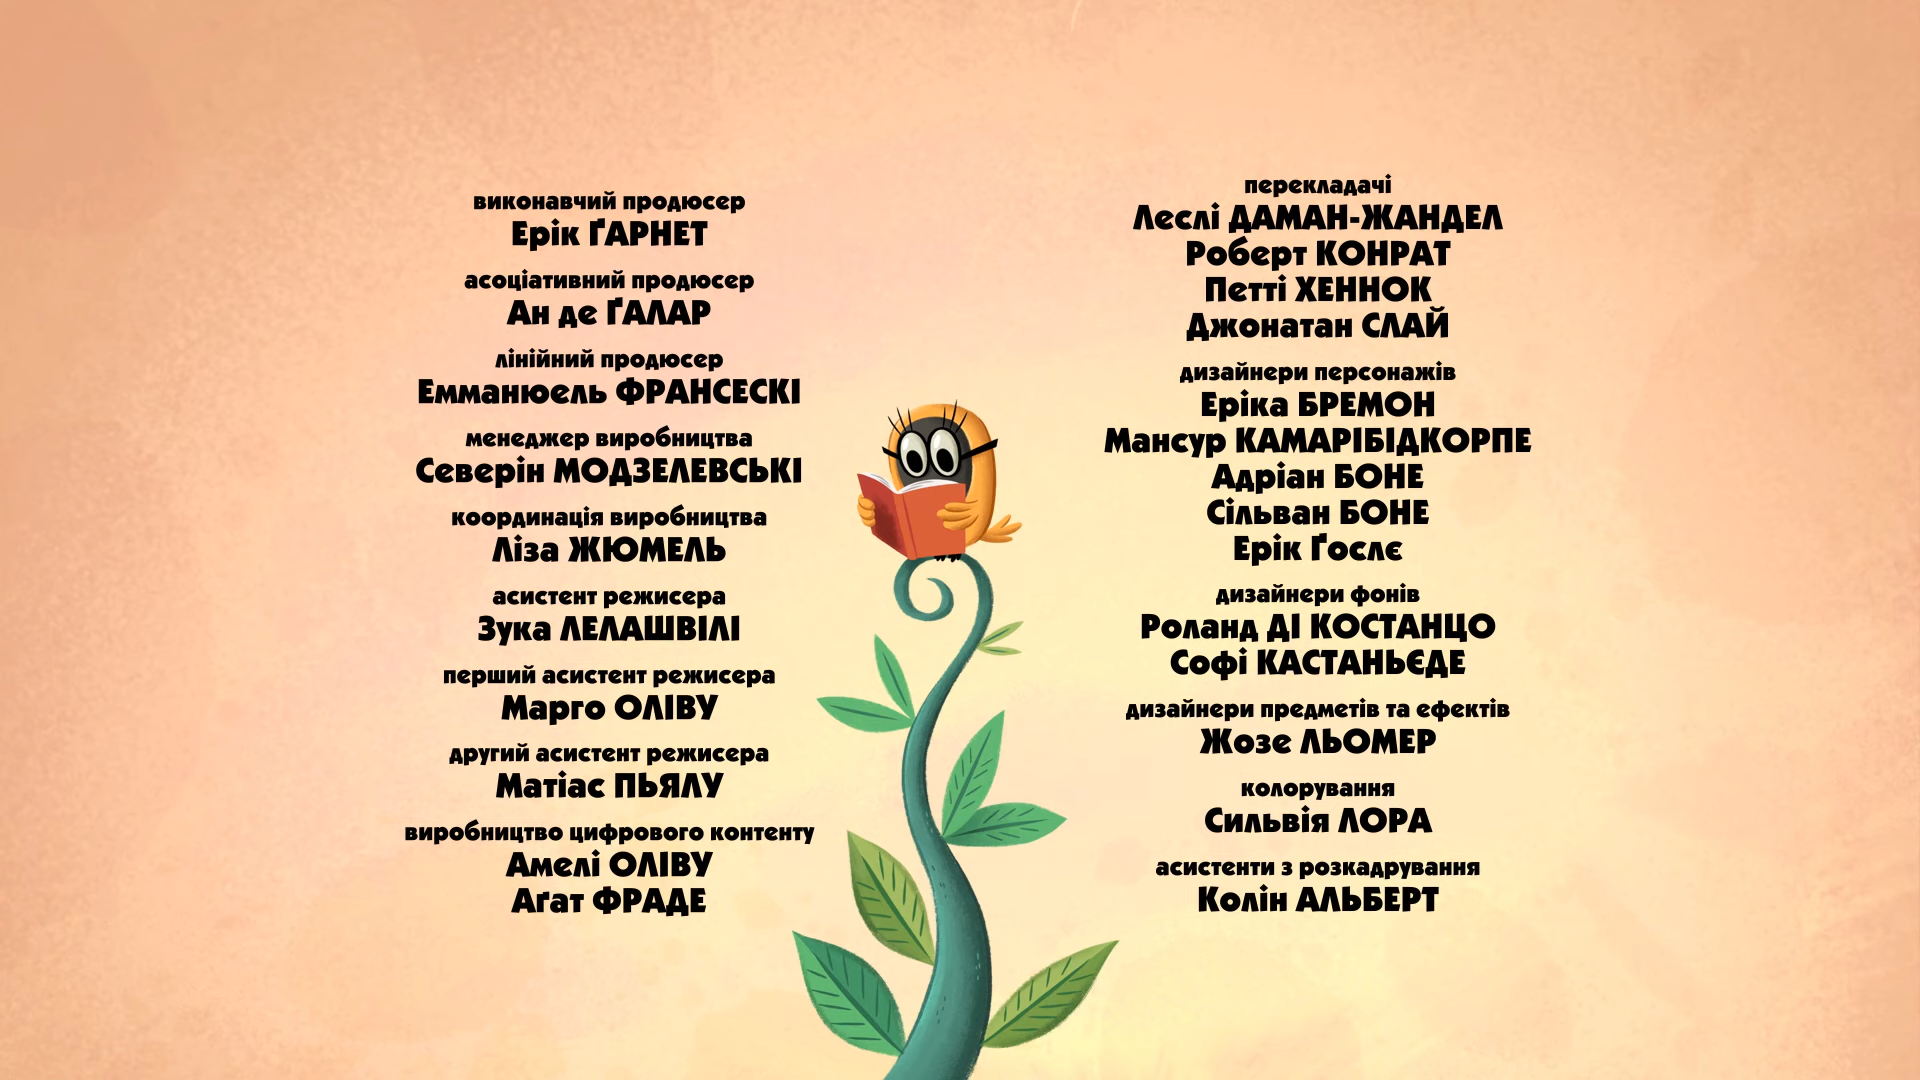 виконавчий продюсер
Ерік ҐАРНЕТ
асоціативний продюсер
Ан де ҐАЛАР
лінійний продюсер
Емманюель ФРАНСЕСКІ
менеджер виробництва
Северін МОДЗЕЛЕВСЬКІ
координація виробництва
Ліза ЖЮМЕЛЬ
асистент режисера
Зука ЛЕЛАШВІЛІ
перший асистент режисера
Марго ОЛІВУ
другий асистент режисера
Матіас ПЬЯЛУ
виробництво цифрового контенту
Амелі ОЛІВУ
Аґат ФРАДЕ
перекладачі
Леслі ДАМАН-ЖАНДЕЛ
Роберт КОНРАТ
Петті ХЕННОК
Джонатан СЛАЙ
дизайнери персонажів
Еріка БРЕМОН
Мансур КАМАРІБІДКОРПЕ
Адріан БОНЕ
Сільван БОНЕ
Ерік Ґослє
дизайнери фонів
Роланд ДІ КОСТАНЦО
Софі КАСТАНЬЄДЕ
дизайнери предметів та ефектів
Жозе ЛЬОМЕР
колорування
Сильвія ЛОРА
асистенти з розкадрування
Колін АЛЬБЕРТ